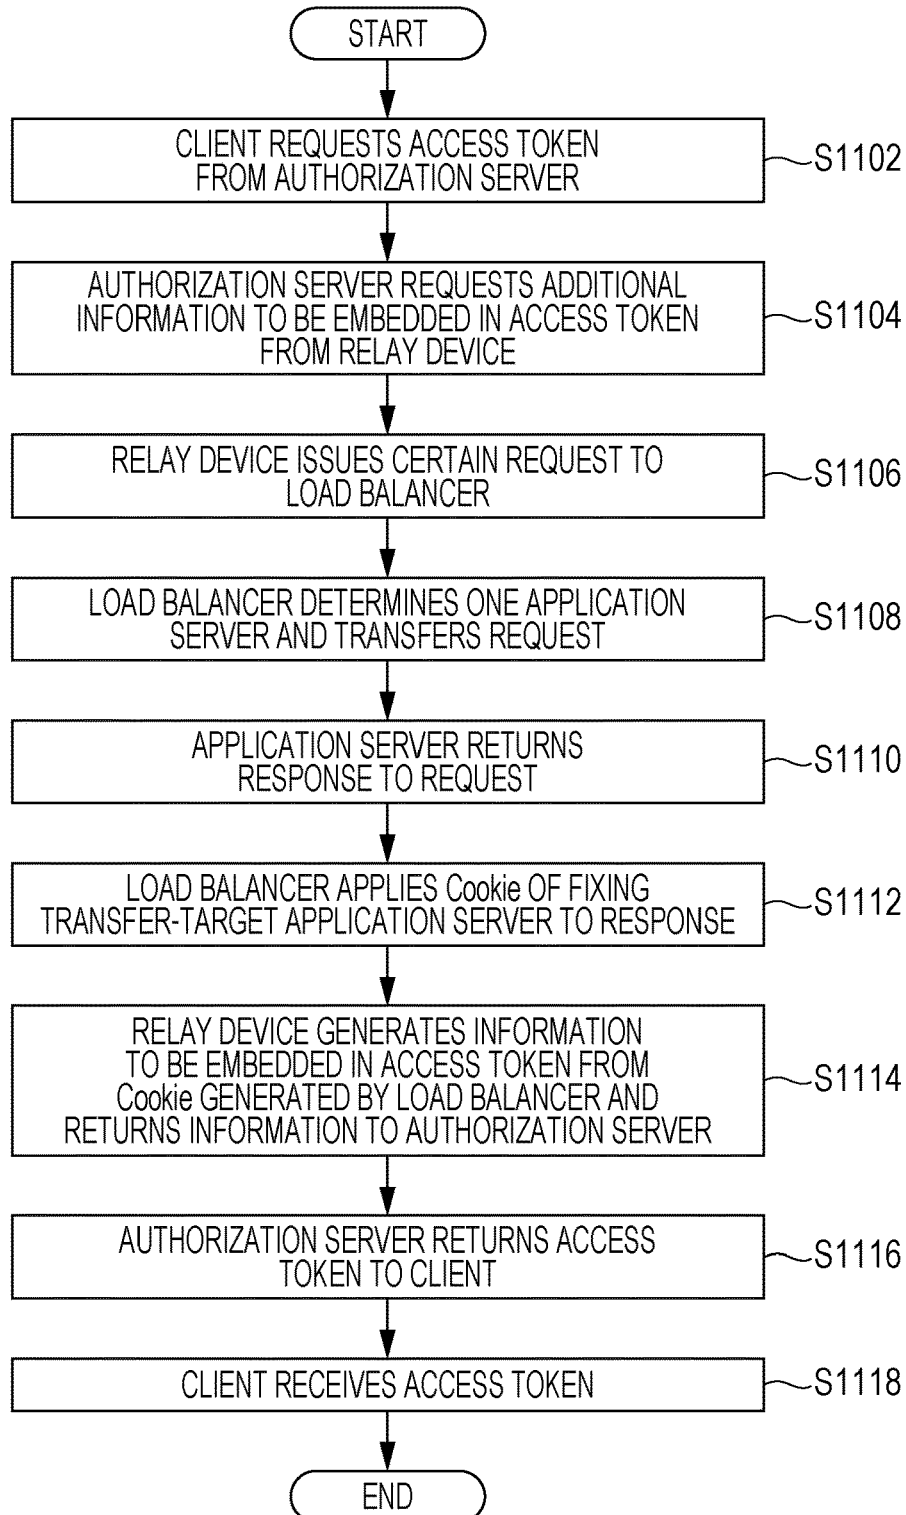 START
CLIENT REQUESTS ACCESS TOKEN
FROM AUTHORIZATION SERVER
S1102
AUTHORIZATION SERVER REQUESTS ADDITIONAL
INFORMATION TO BE EMBEDDED IN ACCESS TOKEN
FROM RELAY DEVICE
S1104
RELAY DEVICE ISSUES CERTAIN REQUEST TO
LOAD BALANCER
S1106
LOAD BALANCER DETERMINES ONE APPLICATION
SERVER AND TRANSFERS REQUEST
S1108
APPLICATION SERVER RETURNS
RESPONSE TO REQUEST
S1110
LOAD BALANCER APPLIES Cookie OF FIXING
TRANSFER-TARGET APPLICATION SERVER TO RESPONSE
S1112
RELAY DEVICE GENERATES INFORMATION
TO BE EMBEDDED IN ACCESS TOKEN FROM
Cookie GENERATED BY LOAD BALANCER AND
RETURNS INFORMATION TO AUTHORIZATION SERVER
S1114
AUTHORIZATION SERVER RETURNS ACCESS
TOKEN TO CLIENT
S1116
CLIENT RECEIVES ACCESS TOKEN
S1118
END